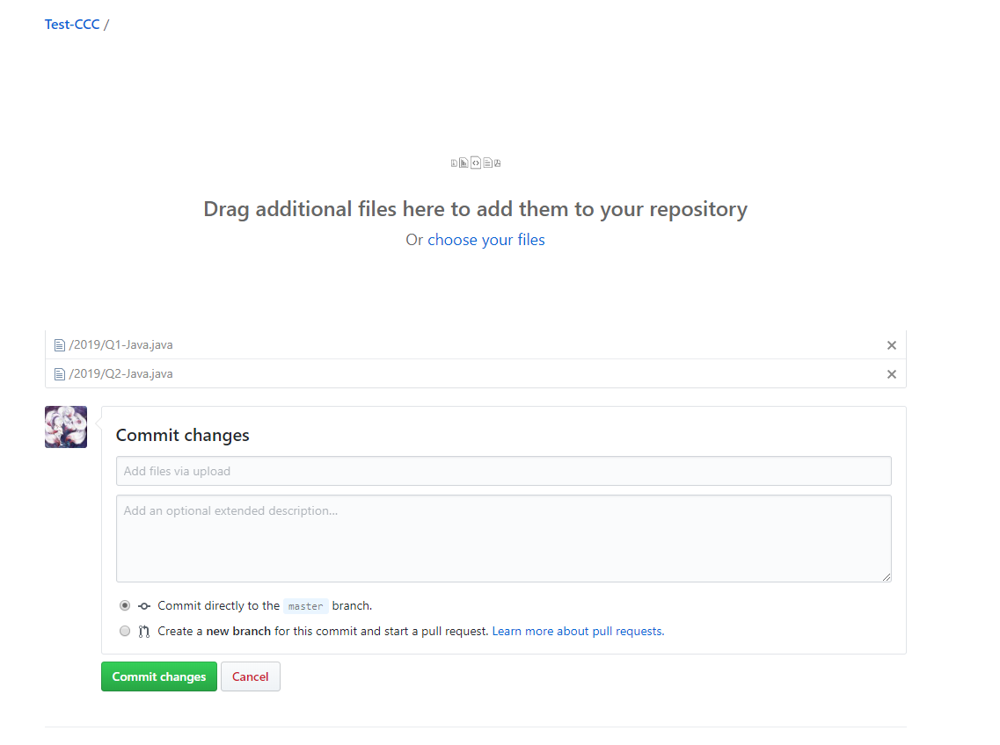 Test-CCC /
Drag additional files here to add them to your repository
Or choose your files
/2019/Q1-Java.java
/2019/Q2-Java.java
Commit changes
Add files via upload
Add an optional extended description...
Commit directly to the master branch.
Create a new branch for this commit and start a pull request. Learn more about pull requests.
Commit changes Cancel